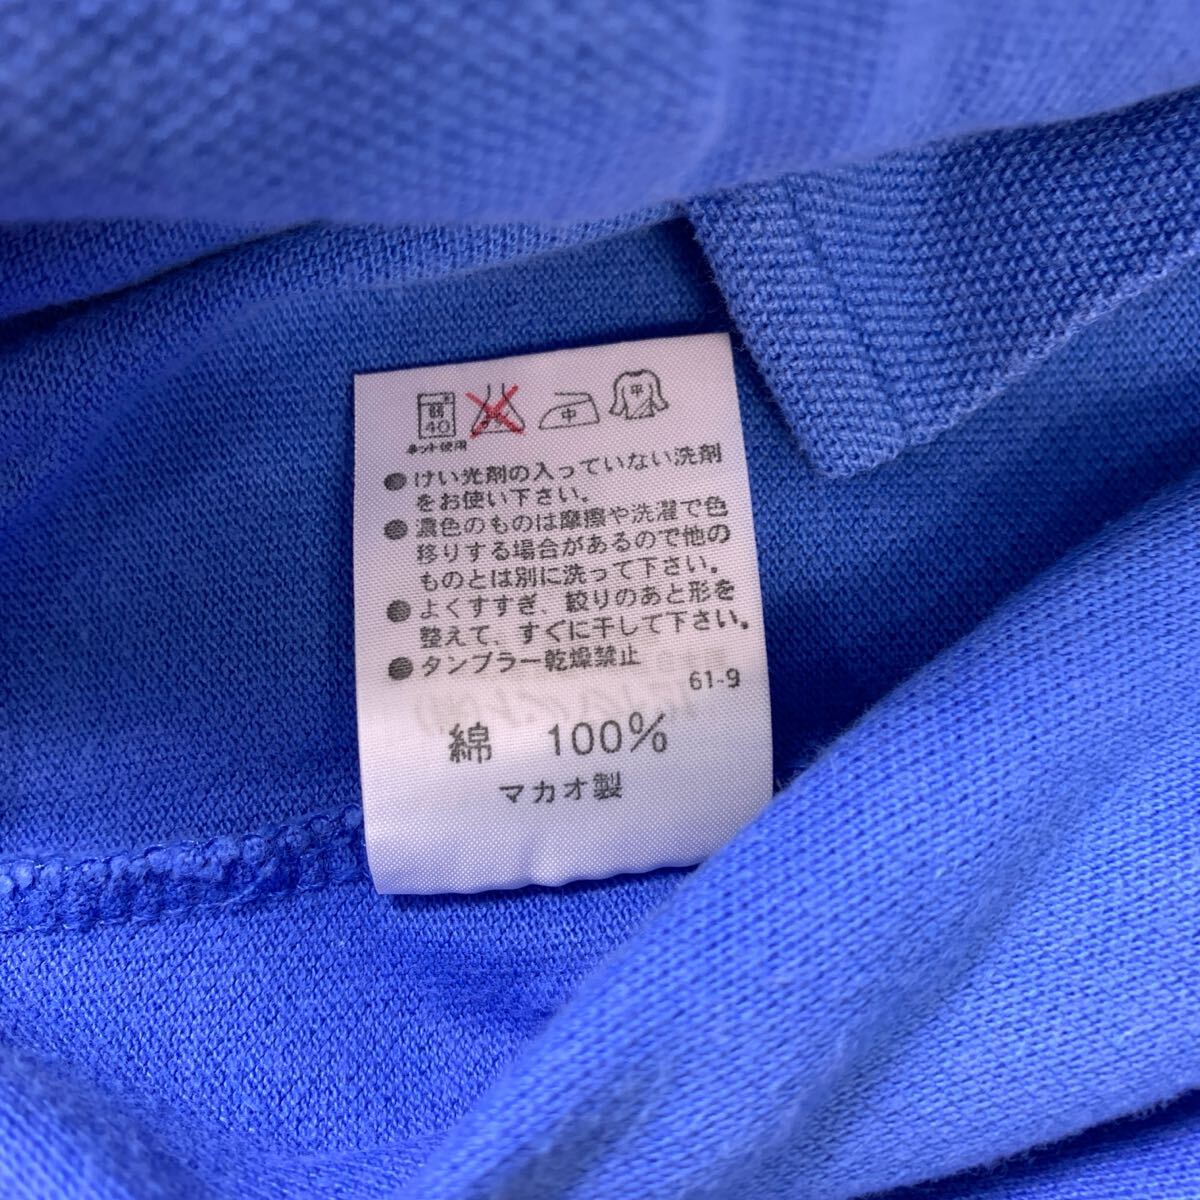 弱
40
中
平
ネット使用
●けい光剤の入っていない洗剤
をお使い下さい。
●濃色のものは摩擦や洗濯で色
移りする場合があるので他の
ものとは別に洗って下さい。
●よくすすぎ、絞りのあと形を
整えて、すぐに干して下さい。
●タンブラー乾燥禁止
61-9
綿 100%
マカオ製